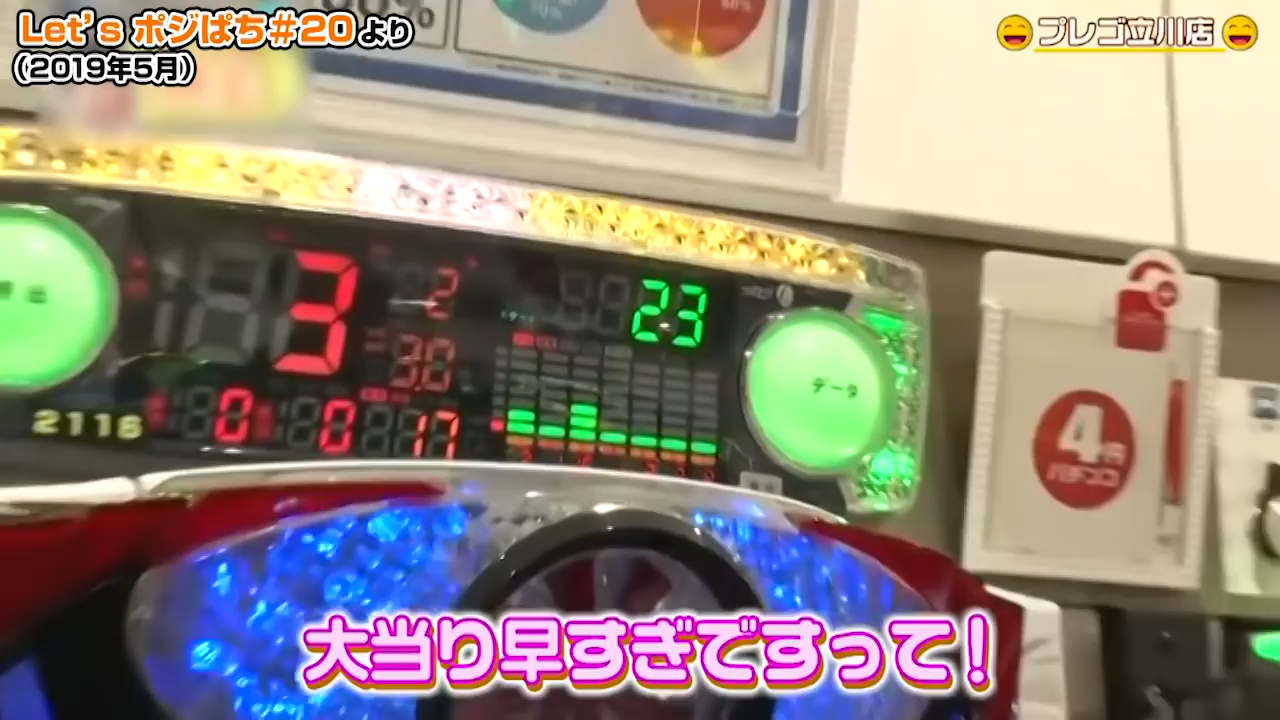 Let's ポジぱち#20より
(2019年5月)
プレゴ立川店
3
2
23
30
データ
2116
0
0
17
4円
パチンコ
大当り早すぎですって!